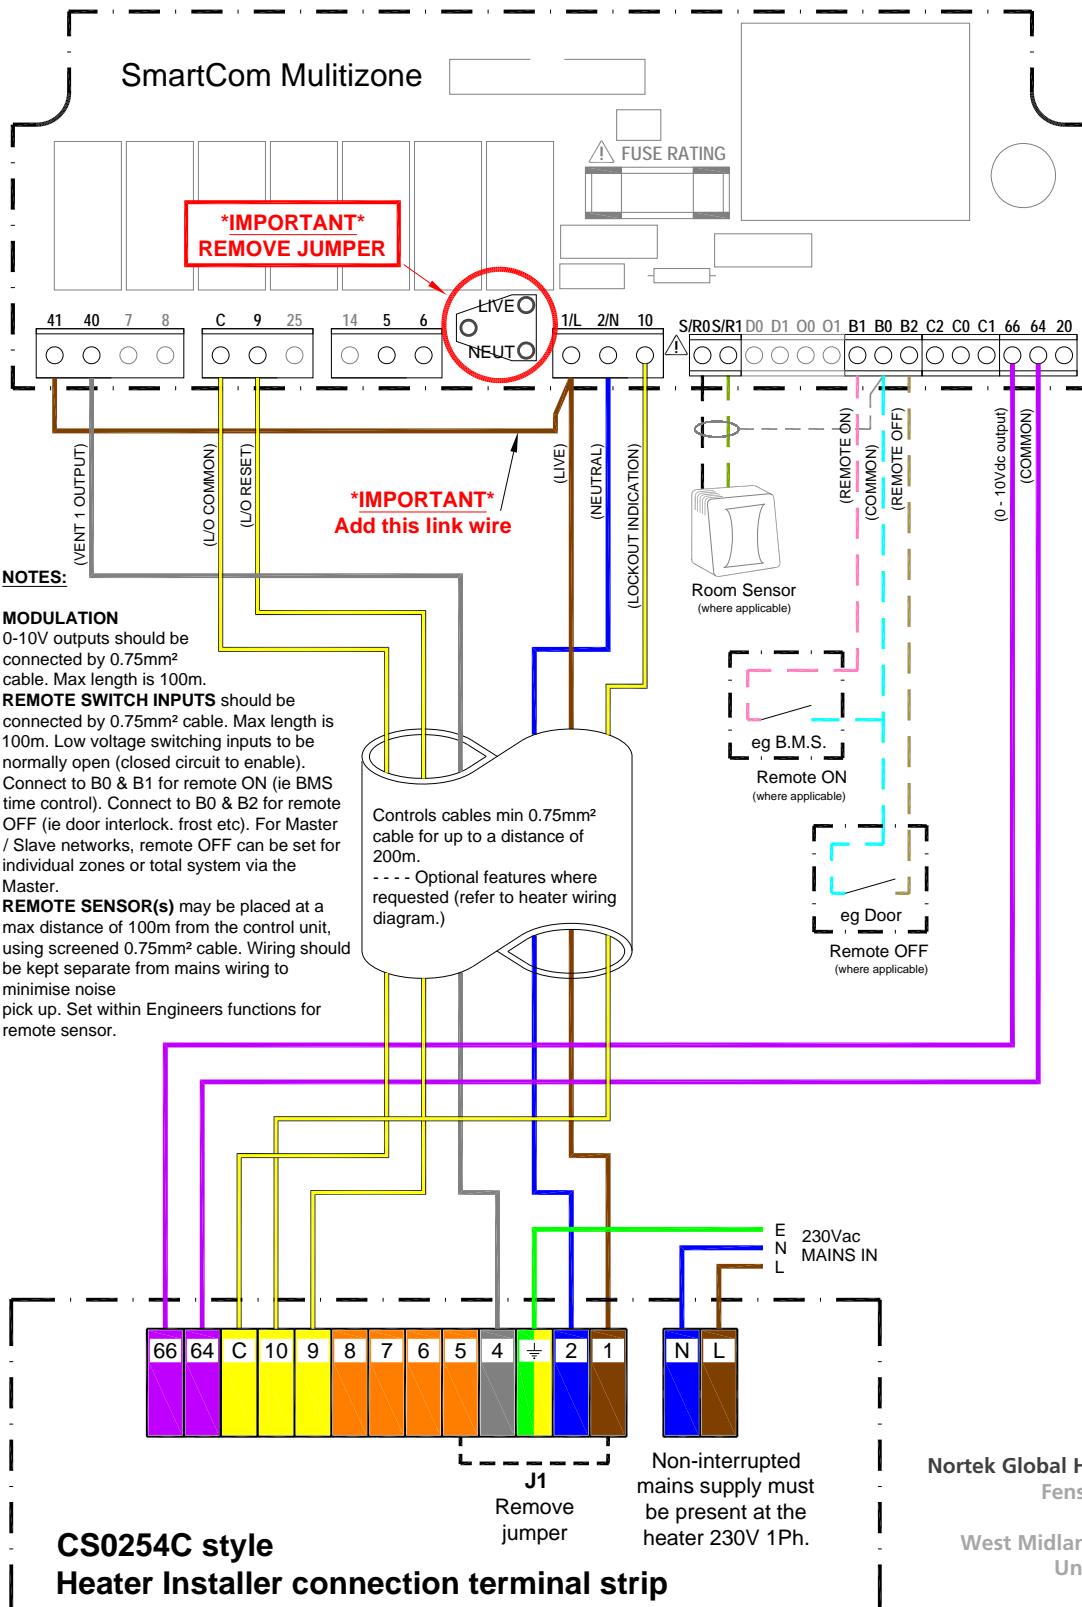 SmartCom Mulitizone
FUSE RATING
*IMPORTANT*
REMOVE JUMPER
LIVE
NEUT
41 40 7 8 C 9 25 14 5 6 1/L 2/N 10 S/R0 S/R1 D0 D1 O0 O1 B1 B0 B2 C2 C0 C1 66 64 20
(VENT 1 OUTPUT)
(L/O COMMON)
(L/O RESET)
(LIVE)
(NEUTRAL)
(LOCKOUT INDICATION)
(REMOTE ON)
(COMMON)
(REMOTE OFF)
(0 - 10Vdc output)
(COMMON)
*IMPORTANT*
Add this link wire
Room Sensor
(where applicable)
eg B.M.S.
Remote ON
(where applicable)
eg Door
Remote OFF
(where applicable)
NOTES:
MODULATION
0-10V outputs should be
connected by 0.75mm²
cable. Max length is 100m.
REMOTE SWITCH INPUTS should be
connected by 0.75mm² cable. Max length is
100m. Low voltage switching inputs to be
normally open (closed circuit to enable).
Connect to B0 & B1 for remote ON (ie BMS
time control). Connect to B0 & B2 for remote
OFF (ie door interlock. frost etc). For Master
/ Slave networks, remote OFF can be set for
individual zones or total system via the
Master.
REMOTE SENSOR(s) may be placed at a
max distance of 100m from the control unit,
using screened 0.75mm² cable. Wiring should
be kept separate from mains wiring to
minimise noise
pick up. Set within Engineers functions for
remote sensor.
Controls cables min 0.75mm²
cable for up to a distance of
200m.
- - - - Optional features where
requested (refer to heater wiring
diagram.)
E
N
L
230Vac
MAINS IN
66 64 C 10 9 8 7 6 5 4 2 1 N L
J1
Remove
jumper
Non-interrupted
mains supply must
be present at the
heater 230V 1Ph.
CS0254C style
Heater Installer connection terminal strip
Nortek Global H
Fens
West Midlan
Un